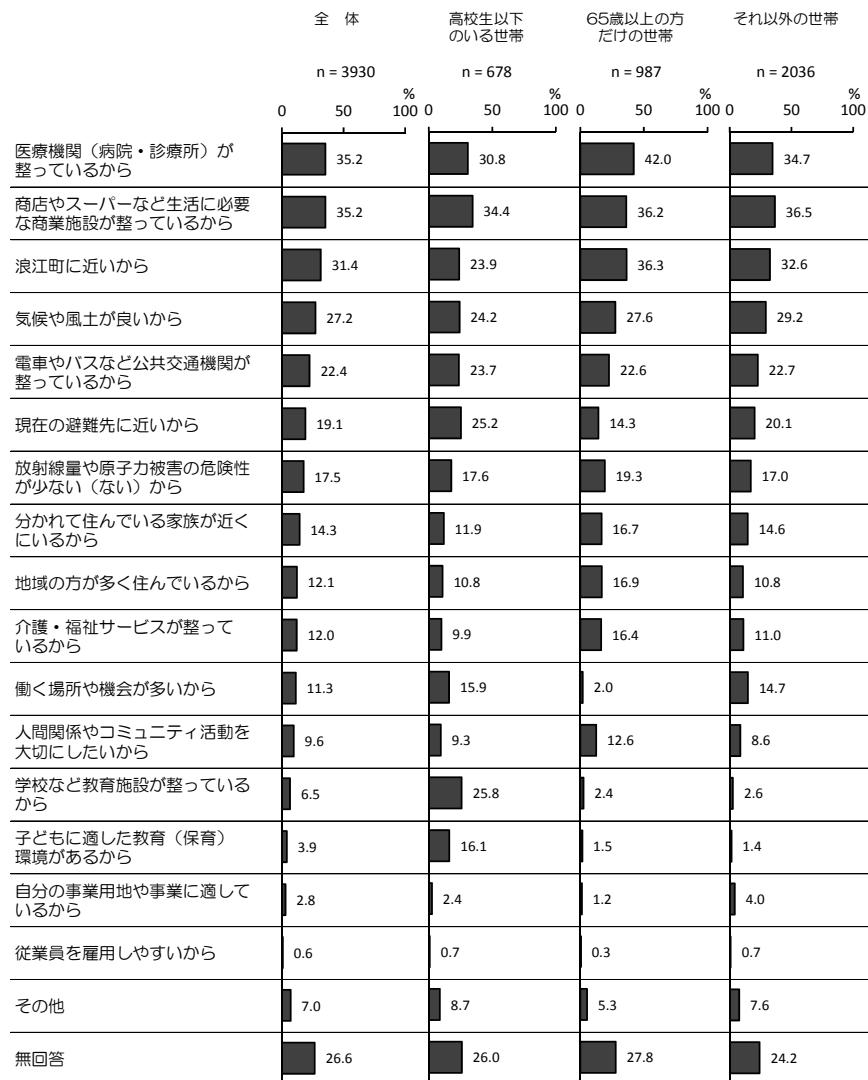 全　体
高校生以下
のいる世帯
65歳以上の方
だけの世帯
それ以外の世帯
n = 3930
n = 678
n = 987
n = 2036
% % % %
0 50 100 0 50 100 0 50 100 0 50 100
医療機関（病院・診療所）が
整っているから
35.2 30.8 42.0 34.7
商店やスーパーなど生活に必要
な商業施設が整っているから
35.2 34.4 36.2 36.5
浪江町に近いから
31.4 23.9 36.3 32.6
気候や風土が良いから
27.2 24.2 27.6 29.2
電車やバスなど公共交通機関が
整っているから
22.4 23.7 22.6 22.7
現在の避難先に近いから
19.1 25.2 14.3 20.1
放射線量や原子力被害の危険性
が少ない（ない）から
17.5 17.6 19.3 17.0
分かれて住んでいる家族が近く
にいるから
14.3 11.9 16.7 14.6
地域の方が多く住んでいるから
12.1 10.8 16.9 10.8
介護・福祉サービスが整って
いるから
12.0 9.9 16.4 11.0
働く場所や機会が多いから
11.3 15.9 2.0 14.7
人間関係やコミュニティ活動を
大切にしたいから
9.6 9.3 12.6 8.6
学校など教育施設が整っている
から
6.5 25.8 2.4 2.6
子どもに適した教育（保育）
環境があるから
3.9 16.1 1.5 1.4
自分の事業用地や事業に適して
いるから
2.8 2.4 1.2 4.0
従業員を雇用しやすいから
0.6 0.7 0.3 0.7
その他
7.0 8.7 5.3 7.6
無回答
26.6 26.0 27.8 24.2